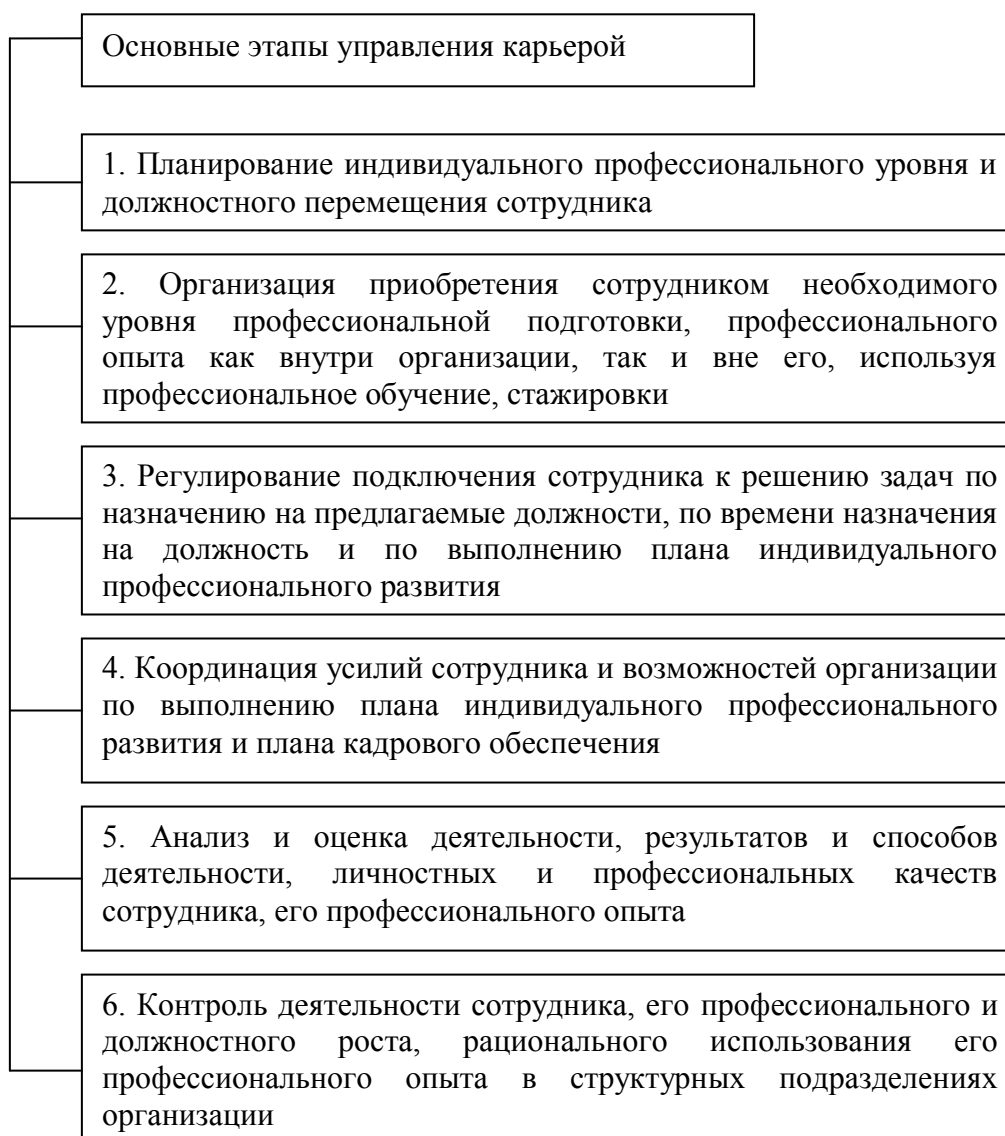 Основные этапы управления карьерой
1. Планирование индивидуального профессионального уровня и
должностного перемещения сотрудника
2. Организация приобретения сотрудником необходимого
уровня профессиональной подготовки, профессионального
опыта как внутри организации, так и вне его, используя
профессиональное обучение, стажировки
3. Регулирование подключения сотрудника к решению задач по
назначению на предлагаемые должности, по времени назначения
на должность и по выполнению плана индивидуального
профессионального развития
4. Координация усилий сотрудника и возможностей организации
по выполнению плана индивидуального профессионального
развития и плана кадрового обеспечения
5. Анализ и оценка деятельности, результатов и способов
деятельности, личностных и профессиональных качеств
сотрудника, его профессионального опыта
6. Контроль деятельности сотрудника, его профессионального и
должностного роста, рационального использования его
профессионального опыта в структурных подразделениях
организации